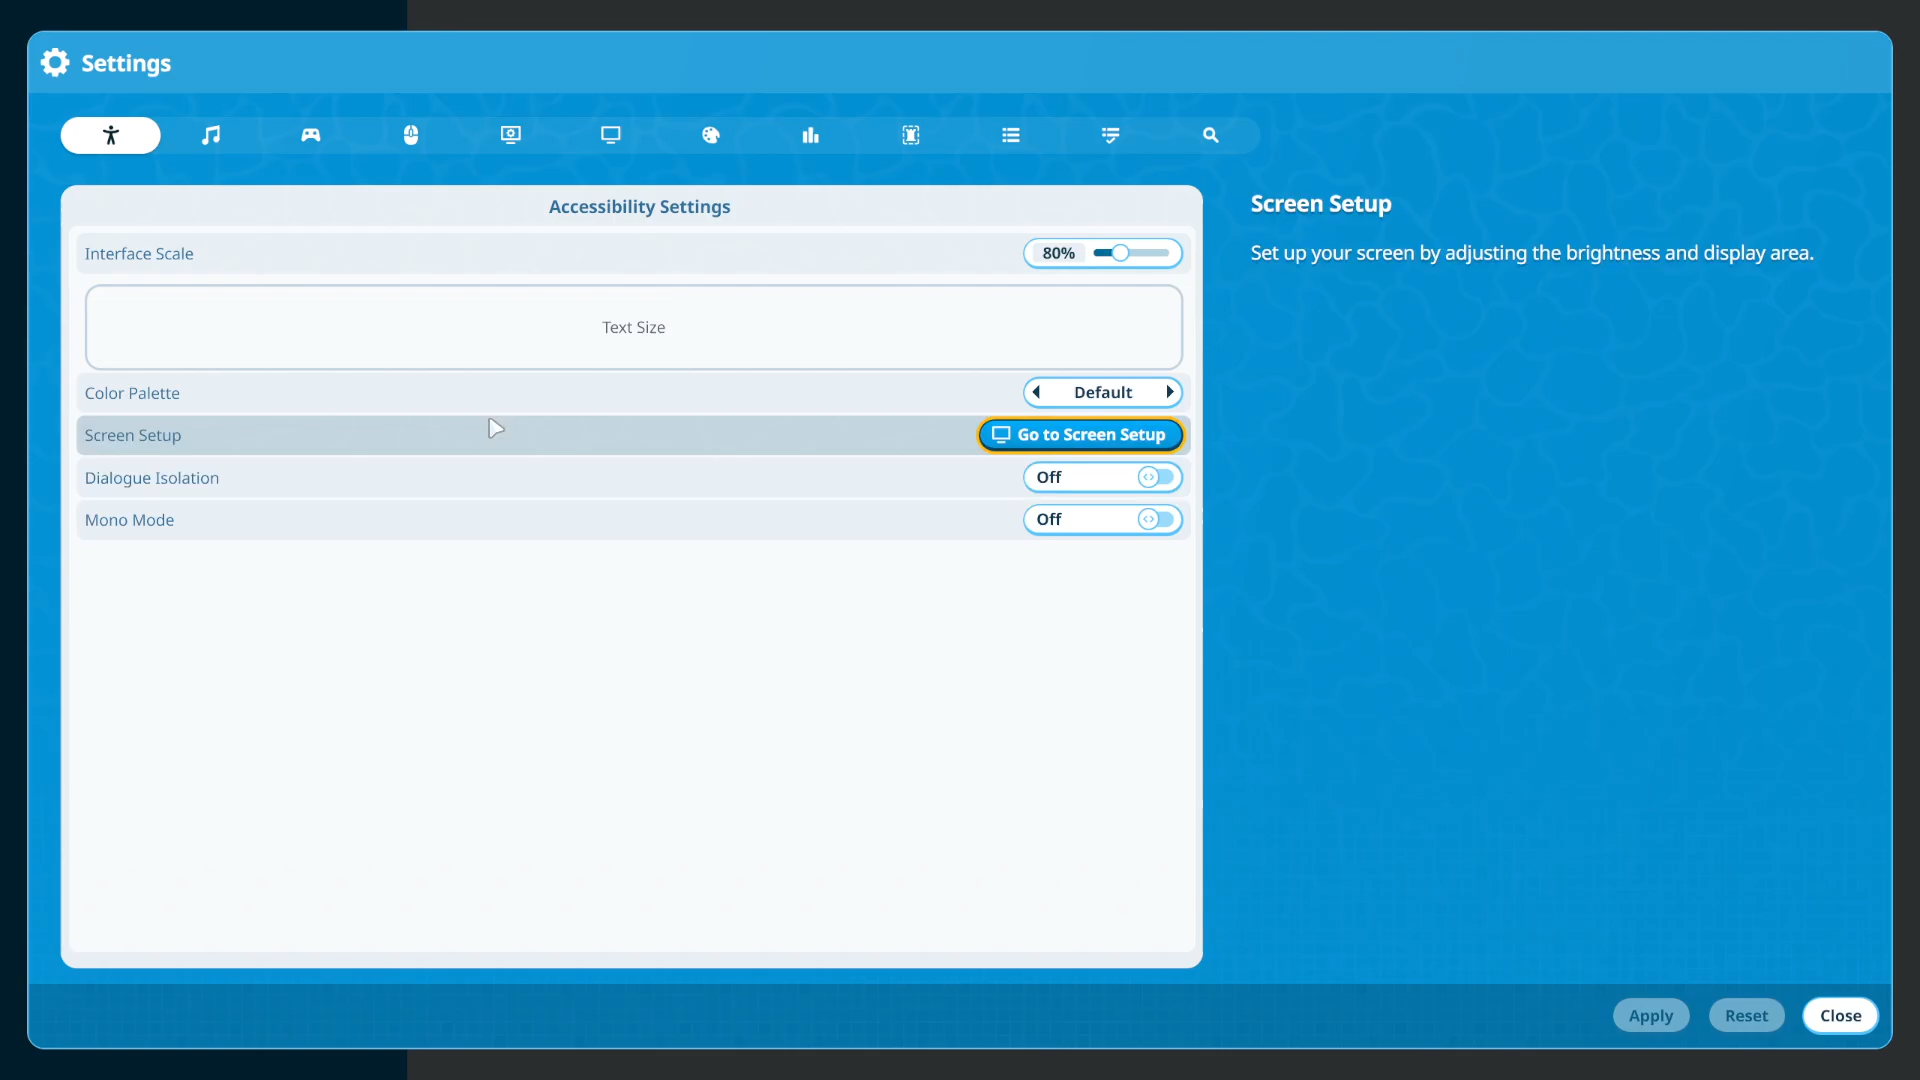 Settings
Accessibility Settings
Interface Scale
80%
Text Size
Color Palette
Default
Screen Setup
Go to Screen Setup
Dialogue Isolation
Off
Mono Mode
Off
Screen Setup
Set up your screen by adjusting the brightness and display area.
Apply
Reset
Close